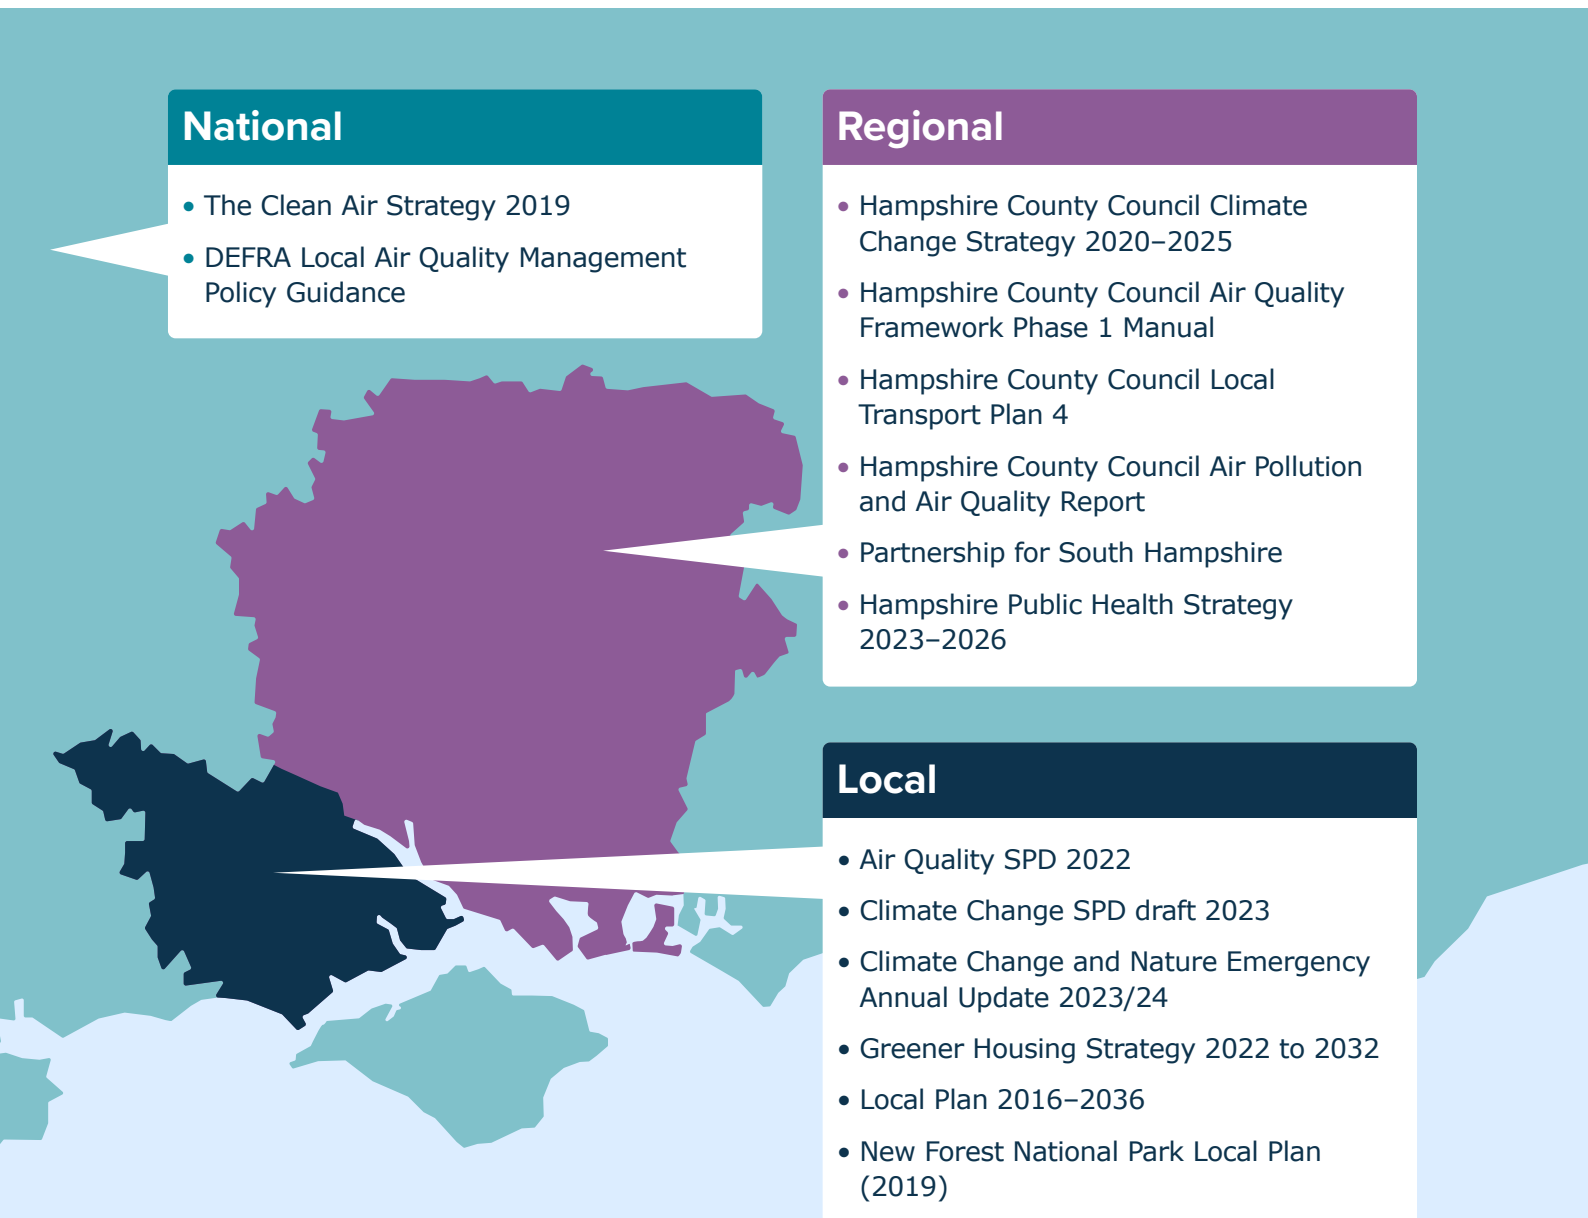 National
• The Clean Air Strategy 2019
• DEFRA Local Air Quality Management
Policy Guidance
Regional
• Hampshire County Council Climate
Change Strategy 2020–2025
• Hampshire County Council Air Quality
Framework Phase 1 Manual
• Hampshire County Council Local
Transport Plan 4
• Hampshire County Council Air Pollution
and Air Quality Report
• Partnership for South Hampshire
• Hampshire Public Health Strategy
2023–2026
Local
• Air Quality SPD 2022
• Climate Change SPD draft 2023
• Climate Change and Nature Emergency
Annual Update 2023/24
• Greener Housing Strategy 2022 to 2032
• Local Plan 2016–2036
• New Forest National Park Local Plan
(2019)